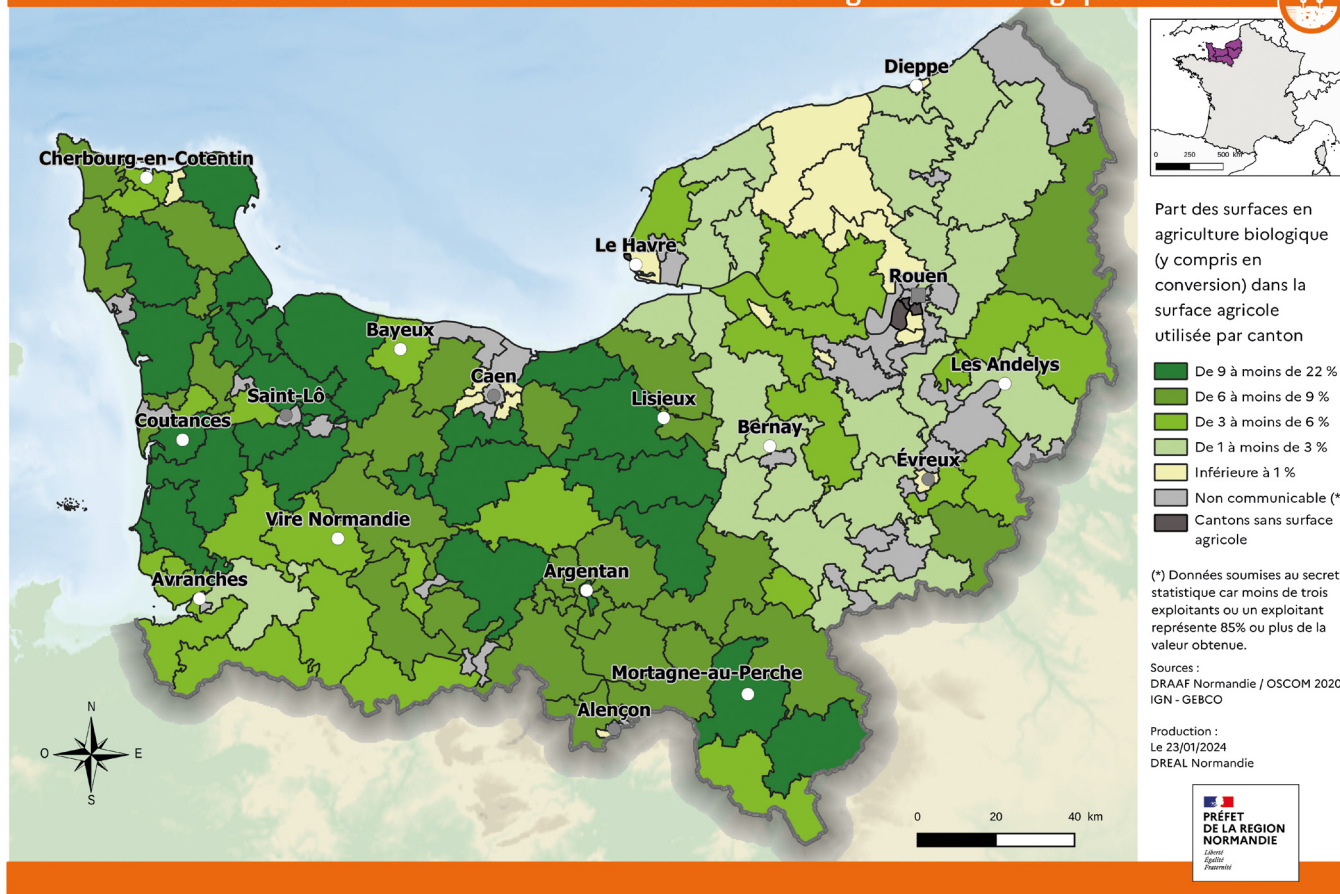 Dieppe
Cherbourg-en-Cotentin
Le Havre
Rouen
Bayeux
Caen
Les Andelys
Saint-Lô
Lisieux
Coutances
Bernay
Évreux
Vire Normandie
Argentan
Avranches
Mortagne-au-Perche
Alençon
N
O
E
S
0 20 40 km
0 250 500 km
Part des surfaces en
agriculture biologique
(y compris en
conversion) dans la
surface agricole
utilisée par canton
De 9 à moins de 22 %
De 6 à moins de 9 %
De 3 à moins de 6 %
De 1 à moins de 3 %
Inférieure à 1 %
Non communicable (*
Cantons sans surface
agricole
(*) Données soumises au secret
statistique car moins de trois
exploitants ou un exploitant
représente 85% ou plus de la
valeur obtenue.
Sources :
DRAAF Normandie / OSCOM 2020
IGN - GEBCO
Production :
Le 23/01/2024
DREAL Normandie
PRÉFET
DE LA REGION
NORMANDIE
Liberté
Égalité
Fraternité